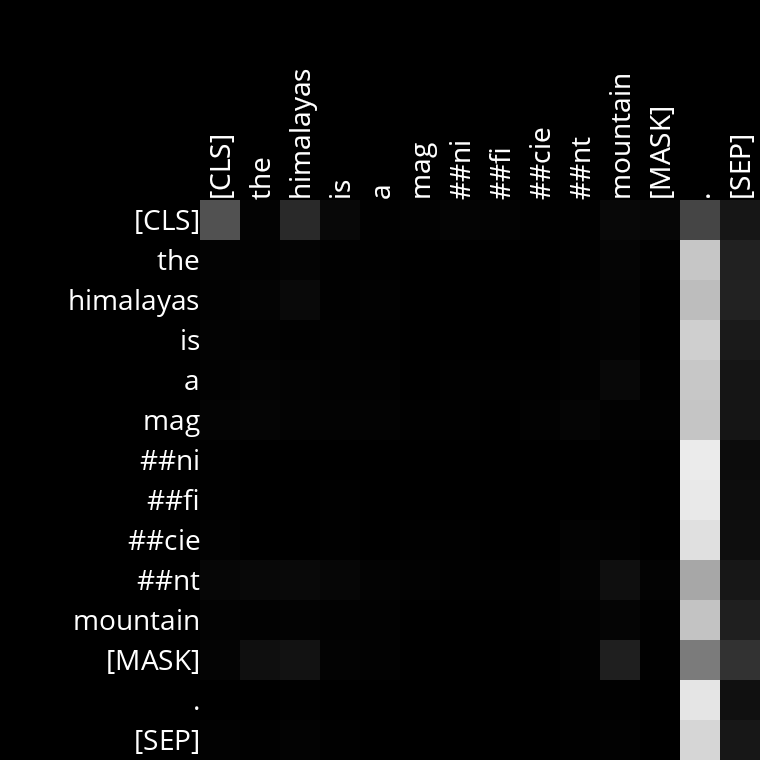 [CLS]
the
himalayas
is
a
mag
##ni
##fi
##cie
##nt
mountain
[MASK]
.
[SEP]
[CLS]
the
himalayas
is
a
mag
##ni
##fi
##cie
##nt
mountain
[MASK]
.
[SEP]